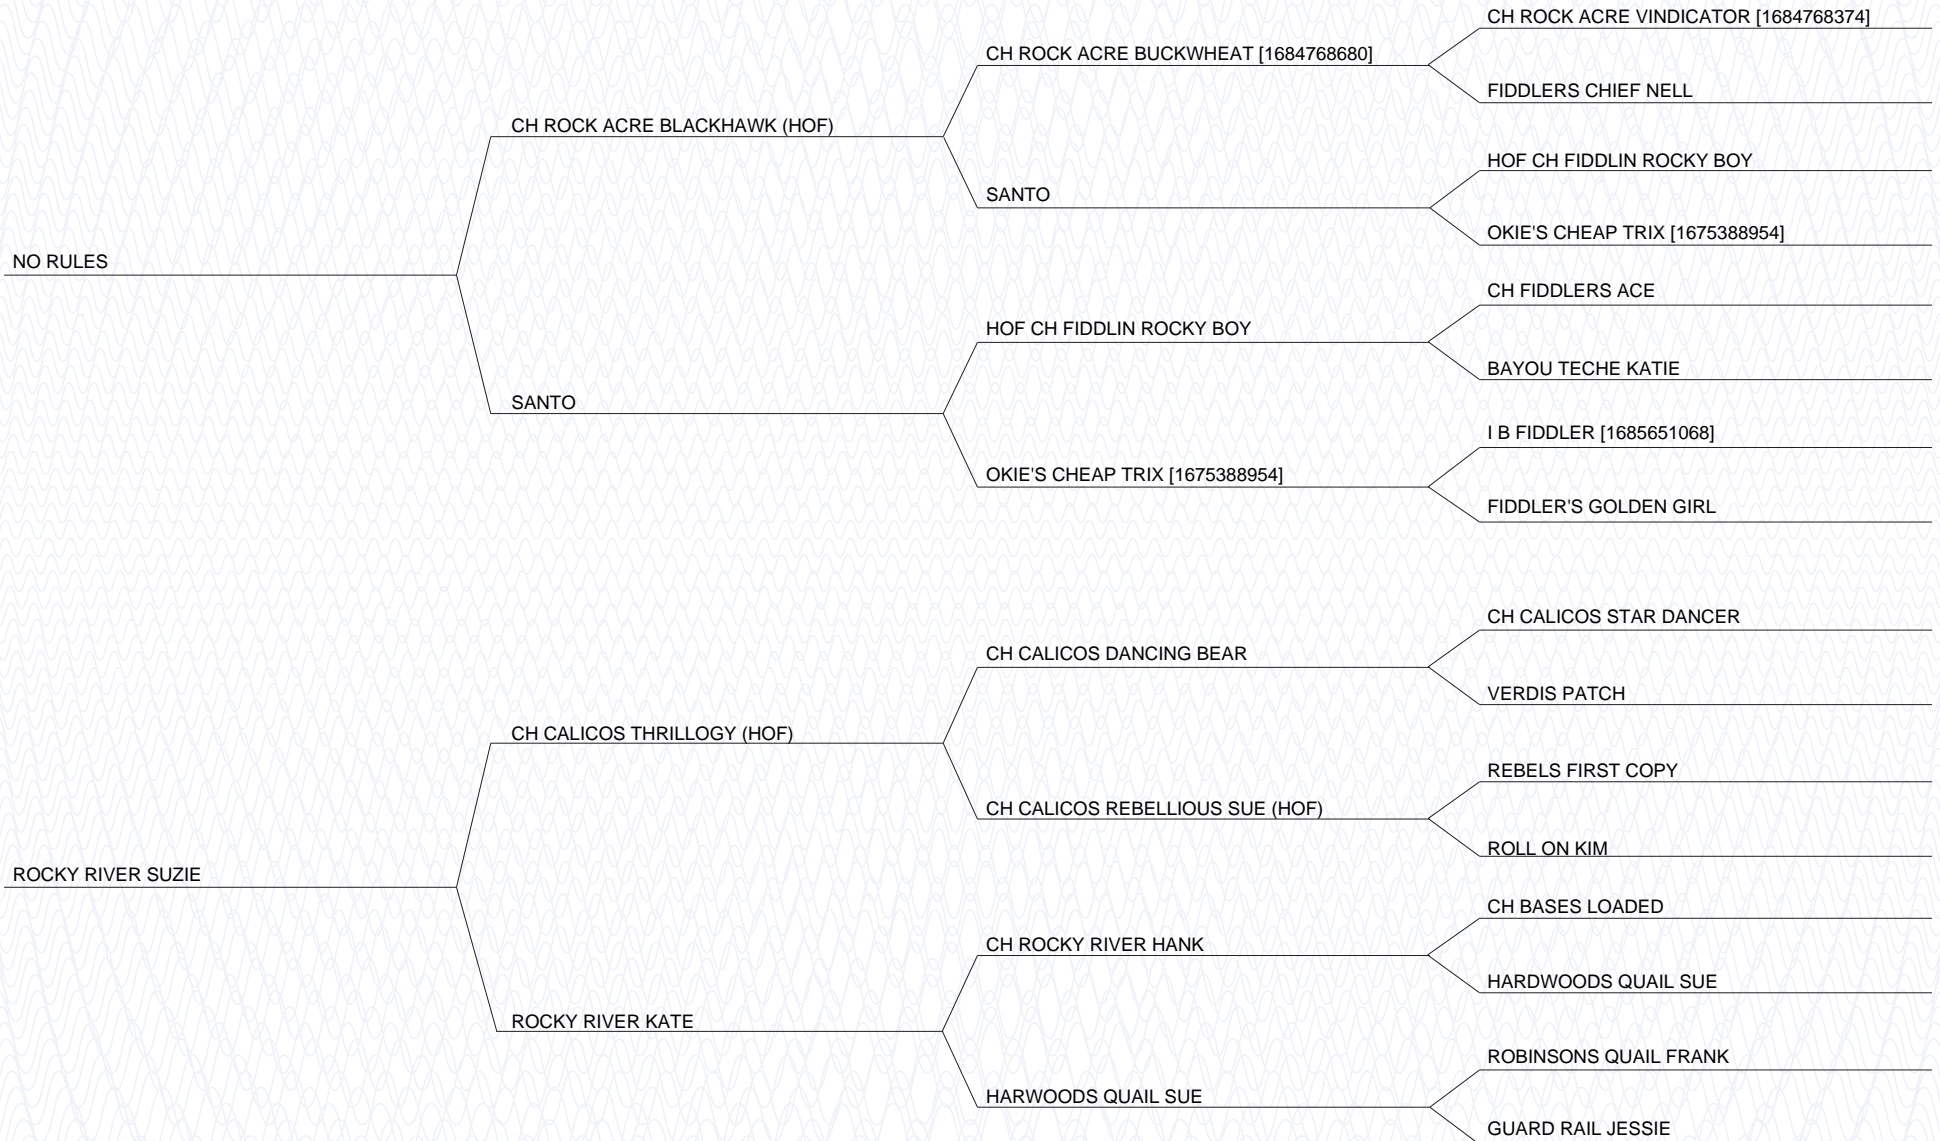 CH ROCK ACRE VINDICATOR [1684768374]
CH ROCK ACRE BUCKWHEAT [1684768680]
FIDDLERS CHIEF NELL
CH ROCK ACRE BLACKHAWK (HOF)
HOF CH FIDDLIN ROCKY BOY
SANTO
OKIE'S CHEAP TRIX [1675388954]
NO RULES
CH FIDDLERS ACE
HOF CH FIDDLIN ROCKY BOY
BAYOU TECHE KATIE
SANTO
I B FIDDLER [1685651068]
OKIE'S CHEAP TRIX [1675388954]
FIDDLER'S GOLDEN GIRL
CH CALICOS STAR DANCER
CH CALICOS DANCING BEAR
VERDIS PATCH
CH CALICOS THRILLOGY (HOF)
REBELS FIRST COPY
CH CALICOS REBELLIOUS SUE (HOF)
ROLL ON KIM
ROCKY RIVER SUZIE
CH BASES LOADED
CH ROCKY RIVER HANK
HARDWOODS QUAIL SUE
ROCKY RIVER KATE
ROBINSONS QUAIL FRANK
HARWOODS QUAIL SUE
GUARD RAIL JESSIE